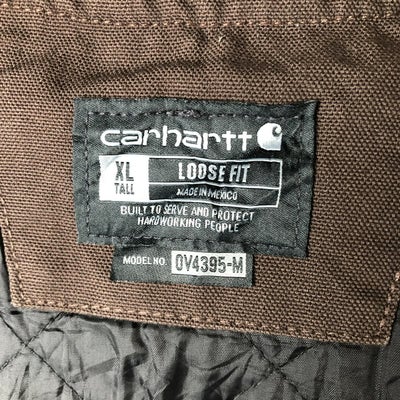 carhartt
XL
TALL
LOOSE FIT
MADE IN MEXICO
BUILT TO SERVE AND PROTECT
HARDWORKING PEOPLE
MODEL NO. OV4395-M